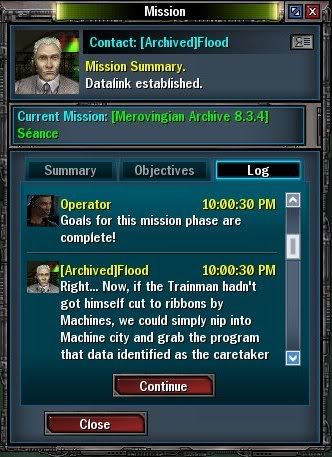 Mission
Contact: [Archived]Flood
Mission Summary.
Datalink established.
Current Mission: [Merovingian Archive 8.3.4]
Séance
Summary
Objectives
Log
Operator 10:00:30 PM
Goals for this mission phase are
complete!
[Archived]Flood 10:00:30 PM
Right... Now, if the Trainman hadn't
got himself cut to ribbons by
Machines, we could simply nip into
Machine city and grab the program
that data identified as the caretaker
Continue
Close